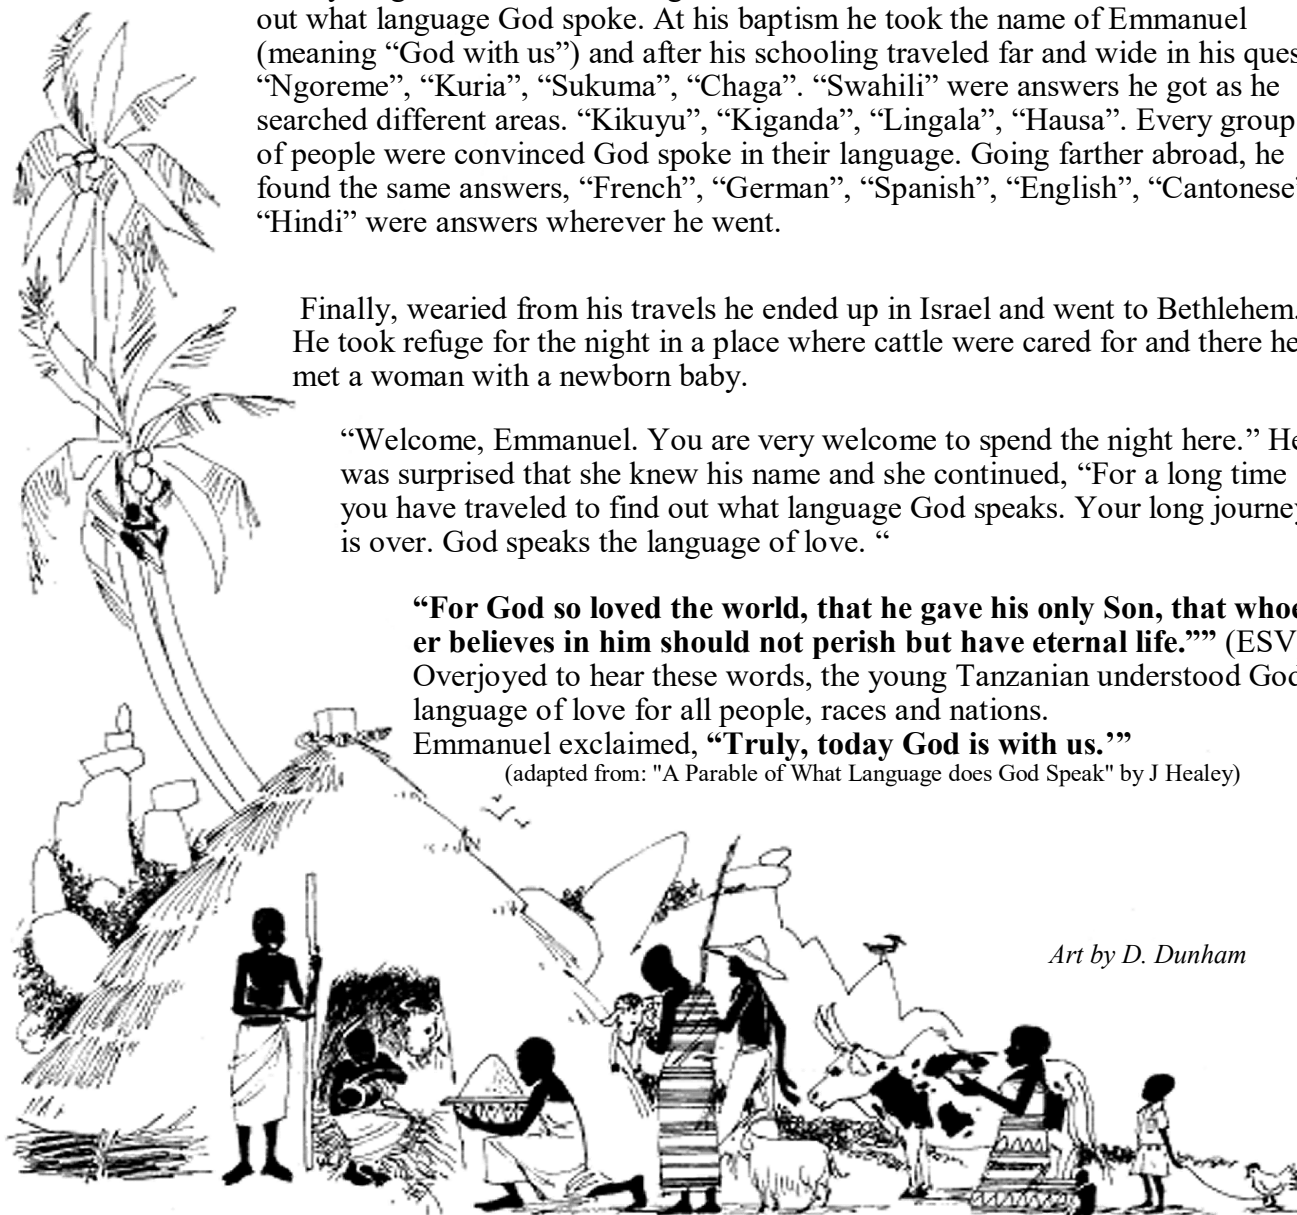 out what language God spoke. At his baptism he took the name of Emmanuel
(meaning “God with us”) and after his schooling traveled far and wide in his ques
“Ngoreme”, “Kuria”, “Sukuma”, “Chaga”. “Swahili” were answers he got as he
searched different areas. “Kikuyu”, “Kiganda”, “Lingala”, “Hausa”. Every group
of people were convinced God spoke in their language. Going farther abroad, he
found the same answers, “French”, “German”, “Spanish”, “English”, “Cantonese”
“Hindi” were answers wherever he went.
Finally, wearied from his travels he ended up in Israel and went to Bethlehem.
He took refuge for the night in a place where cattle were cared for and there he
met a woman with a newborn baby.
“Welcome, Emmanuel. You are very welcome to spend the night here.” He
was surprised that she knew his name and she continued, “For a long time
you have traveled to find out what language God speaks. Your long journey
is over. God speaks the language of love. “
“For God so loved the world, that he gave his only Son, that whoe
er believes in him should not perish but have eternal life.”” (ESV
Overjoyed to hear these words, the young Tanzanian understood God
language of love for all people, races and nations.
Emmanuel exclaimed, “Truly, today God is with us.’”
(adapted from: "A Parable of What Language does God Speak" by J Healey)
Art by D. Dunham